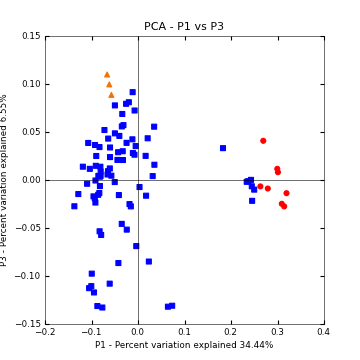 PCA - P1 vs P3
P3 - Percent variation explained 6.55%
0.15
0.10
0.05
0.00
−0.05
−0.10
−0.15
−0.2 −0.1 0.0 0.1 0.2 0.3 0.4
P1 - Percent variation explained 34.44%